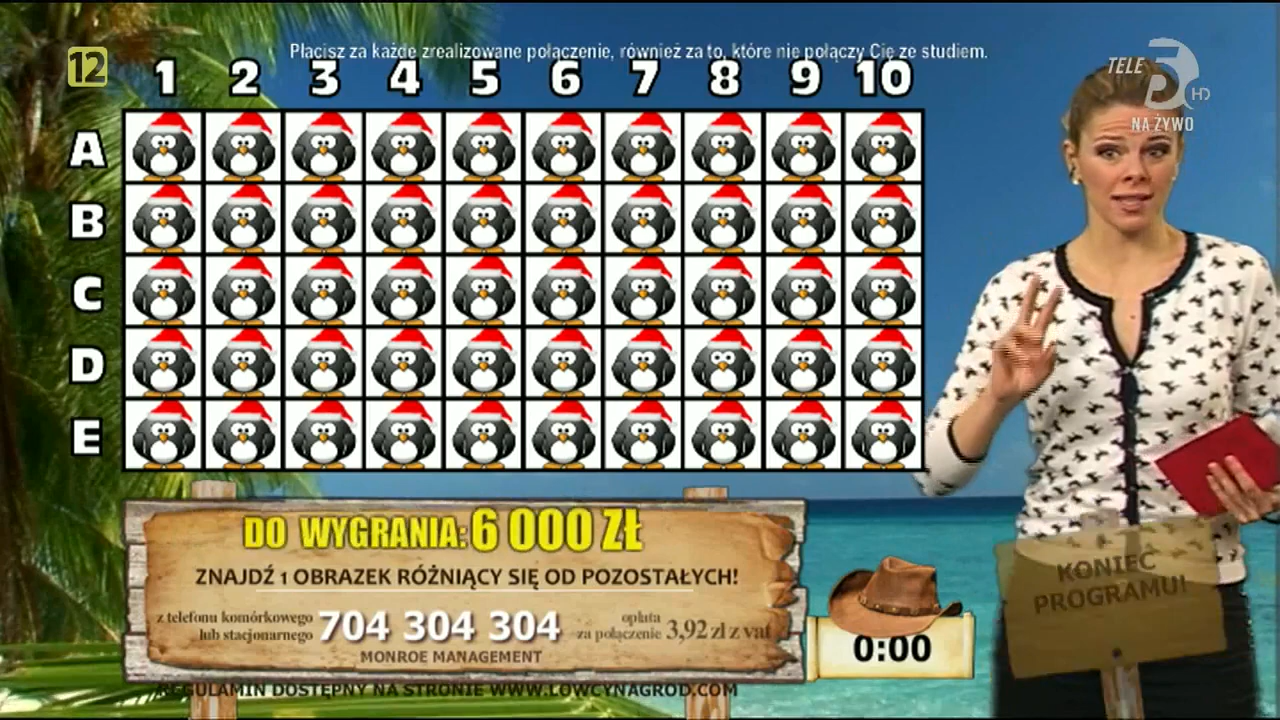 Płacisz za każde zrealizowane połączenie, również za to, które nie połączy Cię ze studiem.
12
TELE 5 HD
NA ŻYWO
1 2 3 4 5 6 7 8 9 10
A
B
C
D
E
DO WYGRANIA: 6 000 ZŁ
ZNAJDŹ 1 OBRAZEK RÓŻNIĄCY SIĘ OD POZOSTAŁYCH!
z telefonu komórkowego
lub stacjonarnego
704 304 304
opłata
za połączenie 3,92 zł z vat
MONROE MANAGEMENT
0:00
KONIEC
PROGRAMU!
REGULAMIN DOSTĘPNY NA STRONIE WWW.LOWCYNAGROD.COM